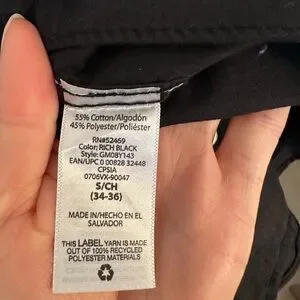 55% Cotton/Algodón
45% Polyester/Poliéster
RN#52469
Color: RICH BLACK
Style: GM08Y143
EAN/UPC 0 00828 32448
CPSIA
0706VX-90047
S/CH
(34-36)
MADE IN/HECHO EN EL
SALVADOR
THIS LABEL YARN IS MADE
OUT OF 100% RECYCLED
POLYESTER MATERIALS